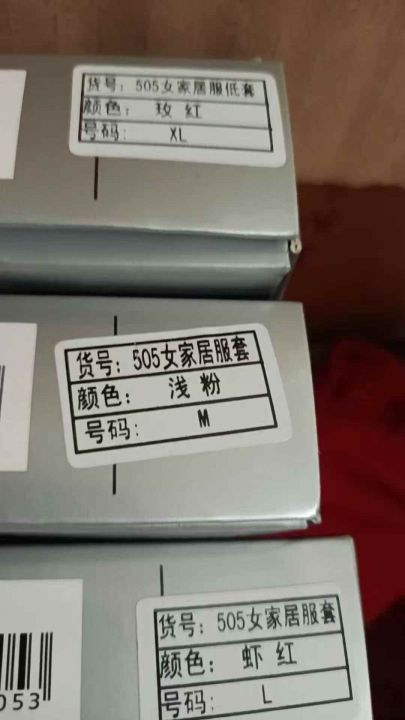 货号: 505女家居服低套
颜色: 玫红
号码: XL
货号: 505女家居服套
颜色: 浅粉
号码: M
货号: 505女家居服套
颜色: 虾红
号码: L
053